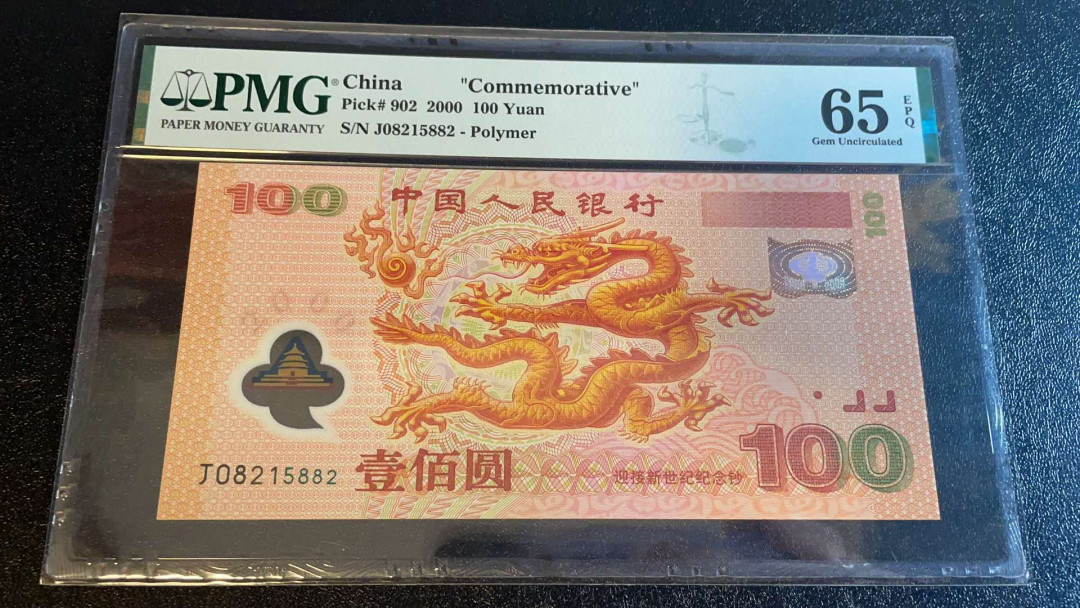 PMG® China "Commemorative"
Pick# 902 2000 100 Yuan
PAPER MONEY GUARANTY
S/N J08215882 - Polymer
65 EPQ
Gem Uncirculated
100 中国人民银行 100
J08215882 壹佰圆 迎接新世纪纪念钞 100